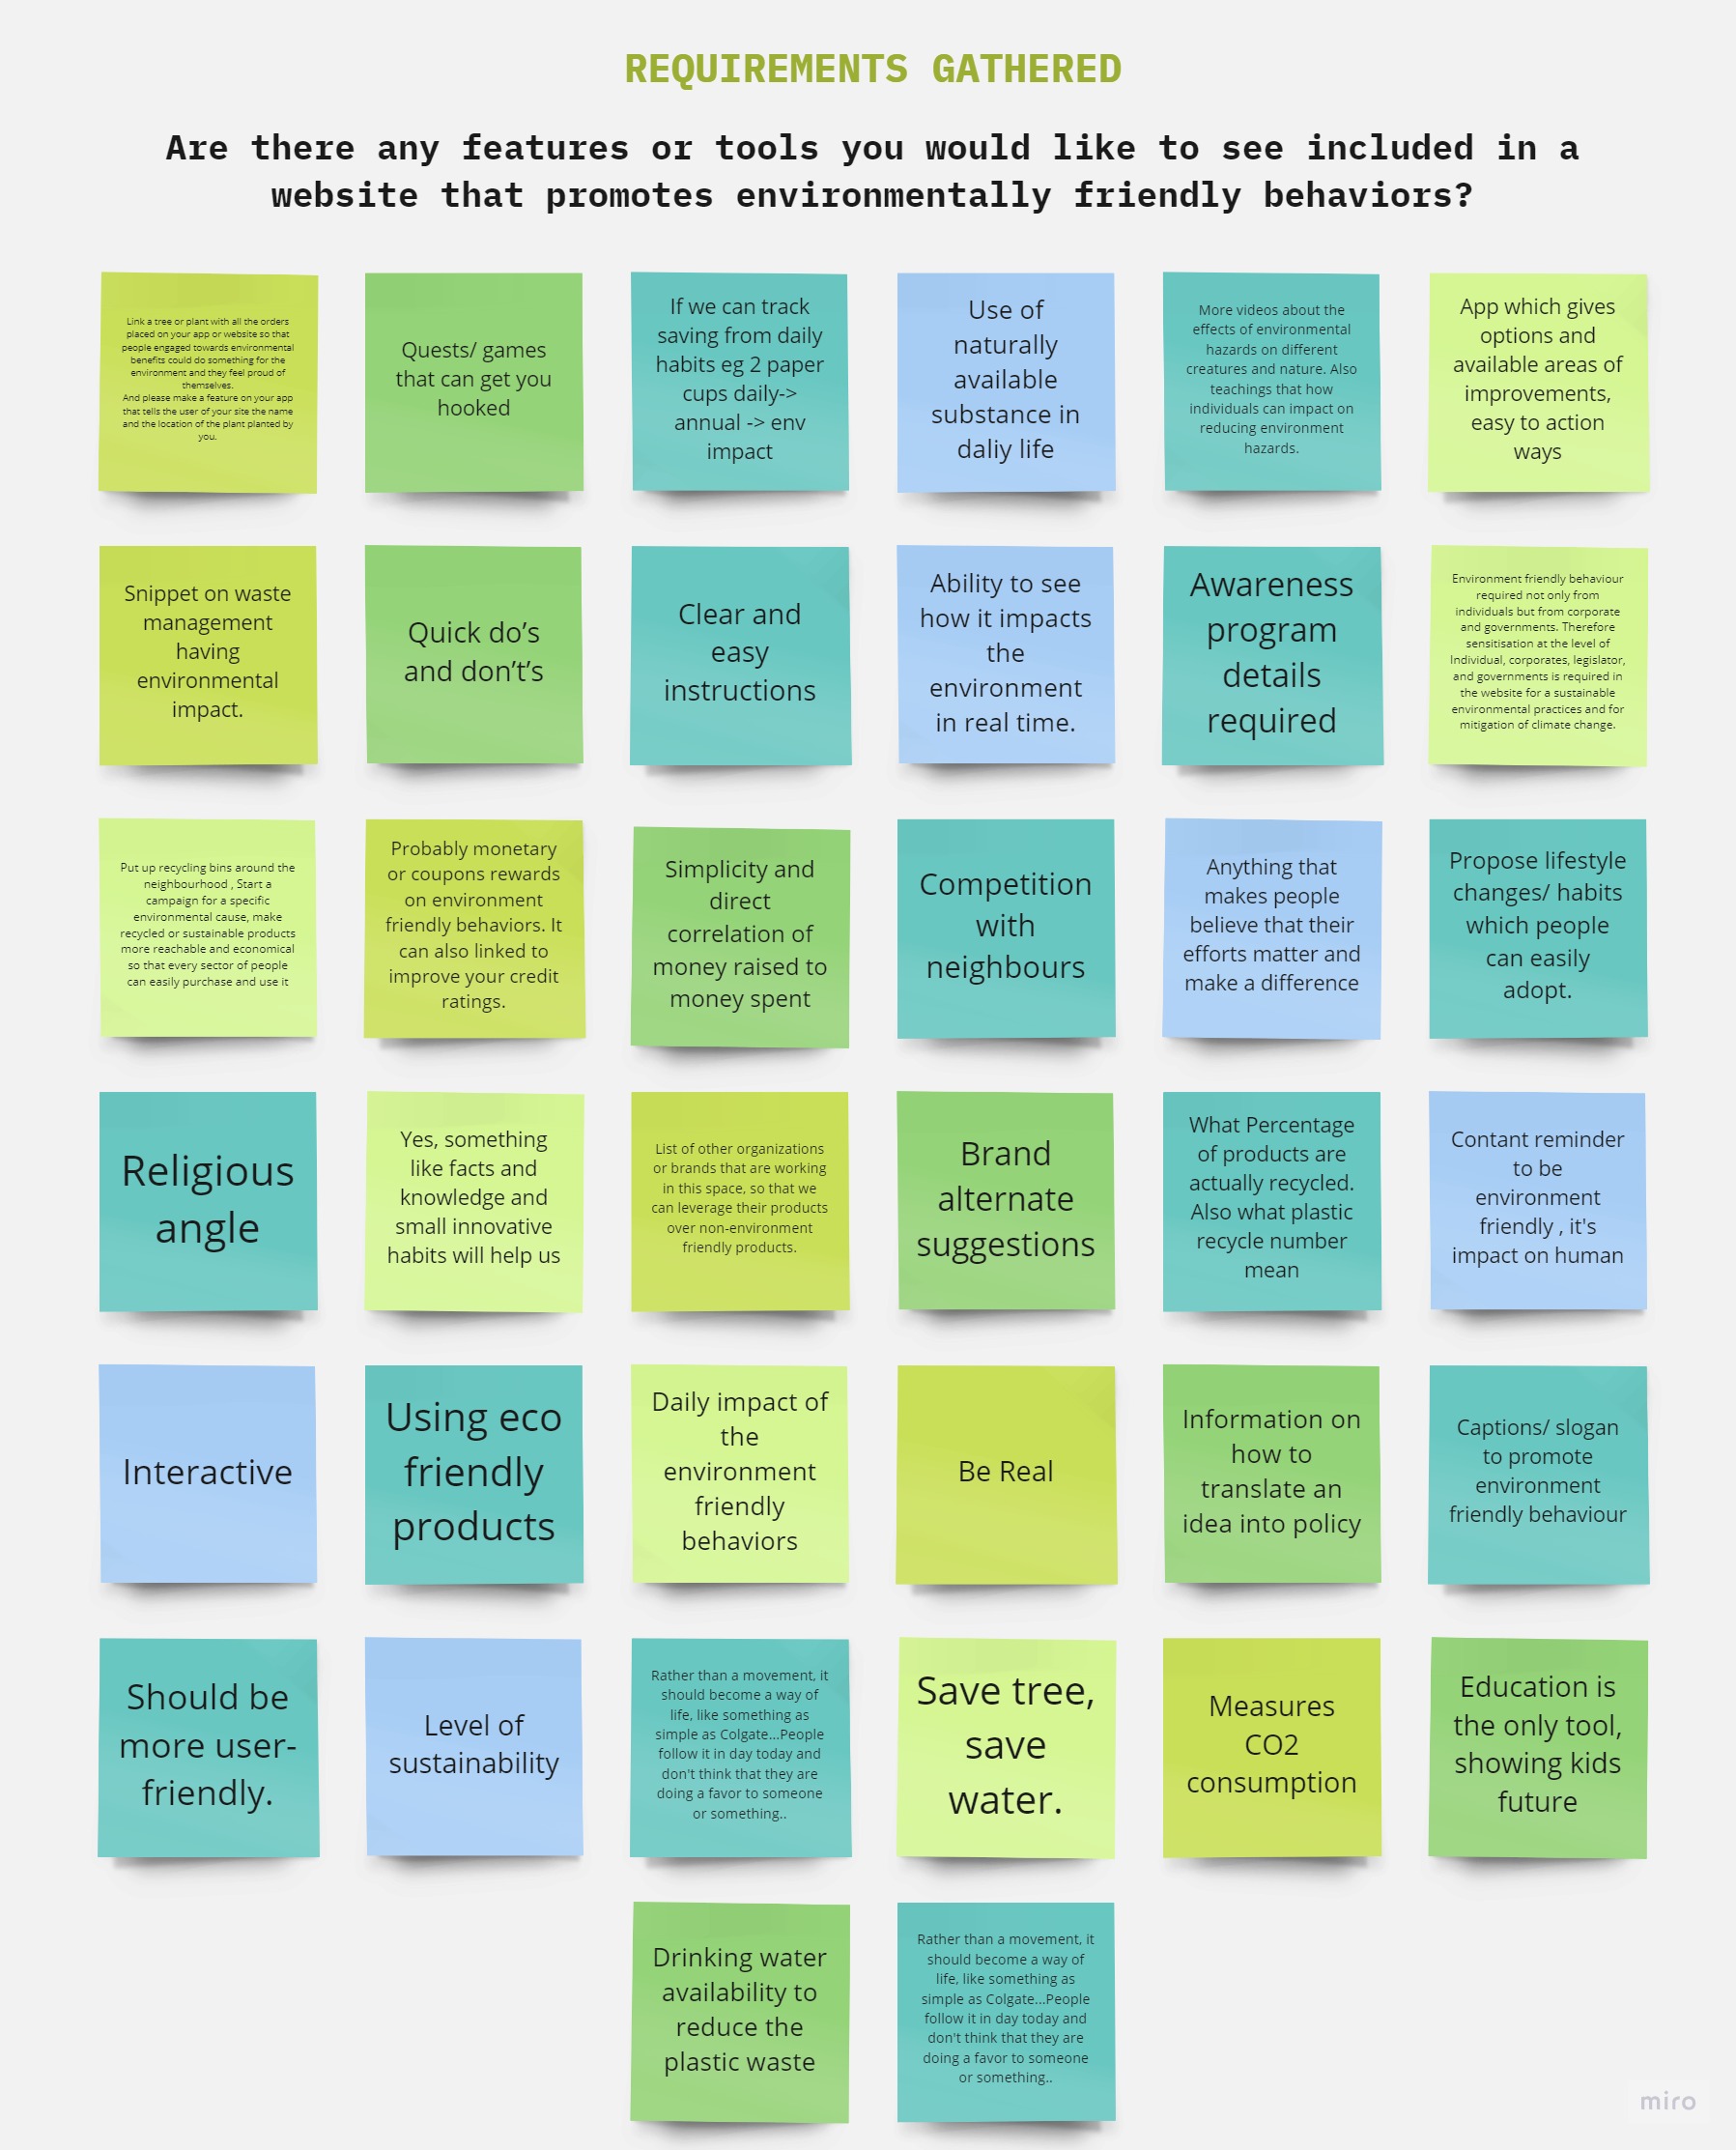 REQUIREMENTS GATHERED
Are there any features or tools you would like to see included in a
website that promotes environmentally friendly behaviors?
Link a tree or plant with all the orders
placed on your app or website so that
people engaged towards environmental
benefits could do something for the
environment and they feel proud of
themselves.
And please make a feature on your app
that tells the user of your site the name
and the location of the plant planted by
you.
Quests/ games
that can get you
hooked
If we can track
saving from daily
habits eg 2 paper
cups daily->
annual -> env
impact
Use of
naturally
available
substance in
daliy life
More videos about the
effects of environmental
hazards on different
creatures and nature. Also
teachings that how
individuals can impact on
reducing environment
hazards.
App which gives
options and
available areas of
improvements,
easy to action
ways
Snippet on waste
management
having
environmental
impact.
Quick do's
and don't's
Clear and
easy
instructions
Ability to see
how it impacts
the
environment
in real time.
Awareness
program
details
required
Environment friendly behaviour
required not only from
individuals but from corporate
and governments. Therefore
sensitisation at the level of
Individual, corporates, legislator,
and governments is required in
the website for a sustainable
environmental practices and for
mitigation of climate change.
Put up recycling bins around the
neighbourhood , Start a
campaign for a specific
environmental cause, make
recycled or sustainable products
more reachable and economical
so that every sector of people
can easily purchase and use it
Probably monetary
or coupons rewards
on environment
friendly behaviors. It
can also linked to
improve your credit
ratings.
Simplicity and
direct
correlation of
money raised to
money spent
Competition
with
neighbours
Anything that
makes people
believe that their
efforts matter and
make a difference
Propose lifestyle
changes/ habits
which people
can easily
adopt.
Religious
angle
Yes, something
like facts and
knowledge and
small innovative
habits will help us
List of other organizations
or brands that are working
in this space, so that we
can leverage their products
over non-environment
friendly products.
Brand
alternate
suggestions
What Percentage
of products are
actually recycled.
Also what plastic
recycle number
mean
Contant reminder
to be
environment
friendly , it's
impact on human
Interactive
Using eco
friendly
products
Daily impact of
the
environment
friendly
behaviors
Be Real
Information on
how to
translate an
idea into policy
Captions/ slogan
to promote
environment
friendly behaviour
Should be
more user-
friendly.
Level of
sustainability
Rather than a movement, it
should become a way of
life, like something as
simple as Colgate...People
follow it in day today and
don't think that they are
doing a favor to someone
or something..
Save tree,
save
water.
Measures
CO2
consumption
Education is
the only tool,
showing kids
future
Drinking water
availability to
reduce the
plastic waste
Rather than a movement, it
should become a way of
life, like something as
simple as Colgate...People
follow it in day today and
don't think that they are
doing a favor to someone
or something..
miro